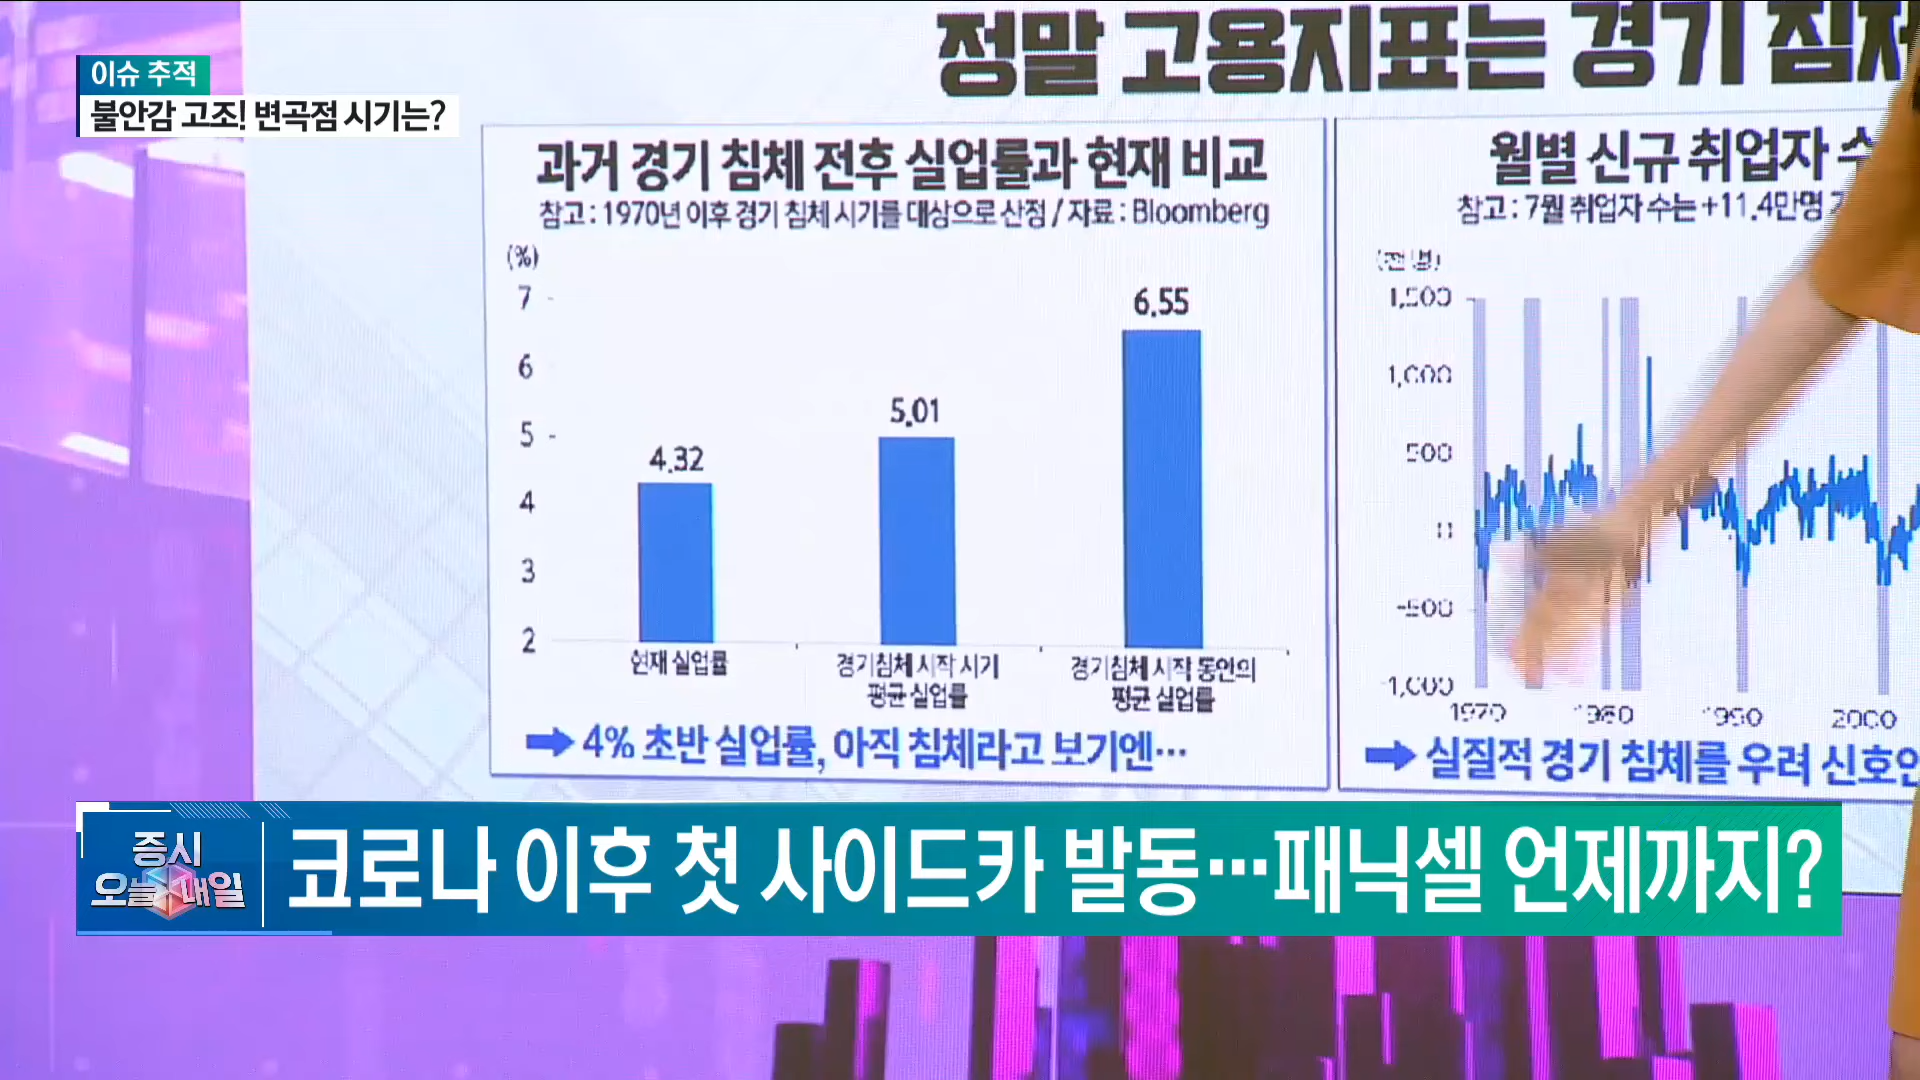 이슈 추적
불안감 고조! 변곡점 시기는?
정말 고용지표는 경기
과거 경기 침체 전후 실업률과 현재 비교
참고 : 1970년 이후 경기 침체 시기를 대상으로 산정 / 자료 : Bloomberg
(%)
7
6
5
4
3
2
4.32
5.01
6.55
현재 실업률
경기침체 시작 시기
평균 실업률
경기침체 시작 동안의
평균 실업률
➡ 4% 초반 실업률, 아직 침체라고 보기엔…
월별 신규 취업자
참고 : 7월 취업자 수는 +11.4만명
(천 명)
1,500
1,000
500
0
-500
-1,000
1970
1980
1990
2000
➡ 실질적 경기 침체를 우려
증시
오늘 내일
코로나 이후 첫 사이드카 발동…패닉셀 언제까지?